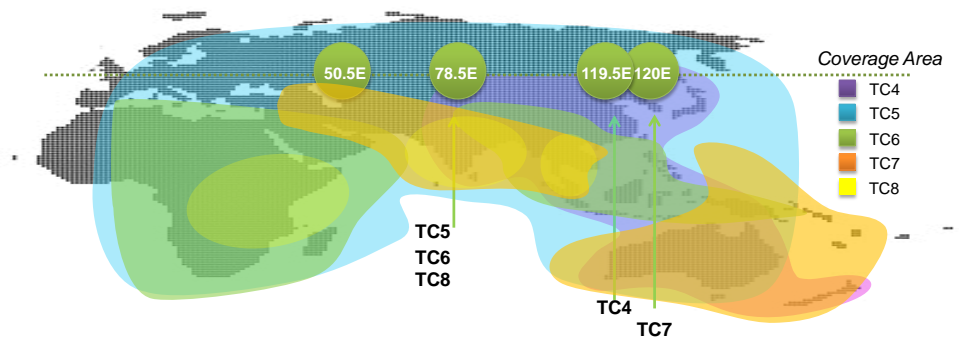 50.5E
78.5E
119.5E
120E
Coverage Area
TC4
TC5
TC6
TC7
TC8
TC5
TC6
TC8
TC4
TC7